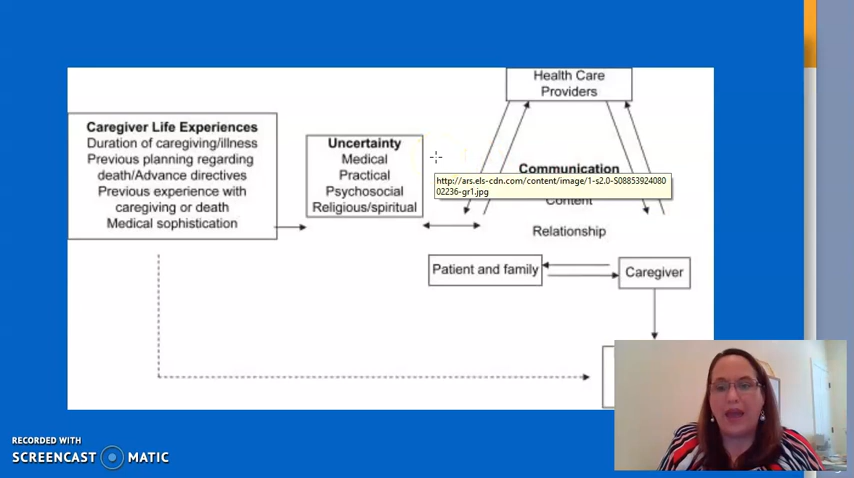 Health Care
Providers
Caregiver Life Experiences
Duration of caregiving/illness
Previous planning regarding
death/Advance directives
Previous experience with
caregiving or death
Medical sophistication
Uncertainty
Medical
Practical
Psychosocial
Religious/spiritual
Communication
http://ars.els-cdn.com/content/image/1-s2.0-S08853924080
02236-gr1.jpg
Content
Relationship
Patient and family
Caregiver
RECORDED WITH
SCREENCAST MATIC